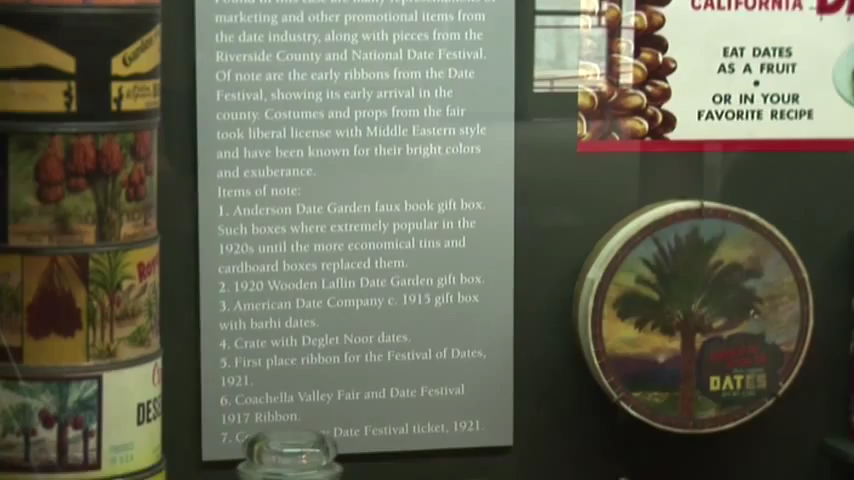 Found in this case are many representations of
marketing and other promotional items from
the date industry, along with pieces from the
Riverside County and National Date Festival.
Of note are the early ribbons from the Date
Festival, showing its early arrival in the
county. Costumes and props from the fair
took liberal license with Middle Eastern style
and have been known for their bright colors
and exuberance.
Items of note:
1. Anderson Date Garden faux book gift box.
Such boxes where extremely popular in the
1920s until the more economical tins and
cardboard boxes replaced them.
2. 1920 Wooden Laflin Date Garden gift box.
3. American Date Company c. 1915 gift box
with barhi dates.
4. Crate with Deglet Noor dates.
5. First place ribbon for the Festival of Dates,
1921.
6. Coachella Valley Fair and Date Festival
1917 Ribbon.
7. Date Festival ticket, 1921.
CALIFORNIA
EAT DATES
AS A FRUIT
•
OR IN YOUR
FAVORITE RECIPE
DATES